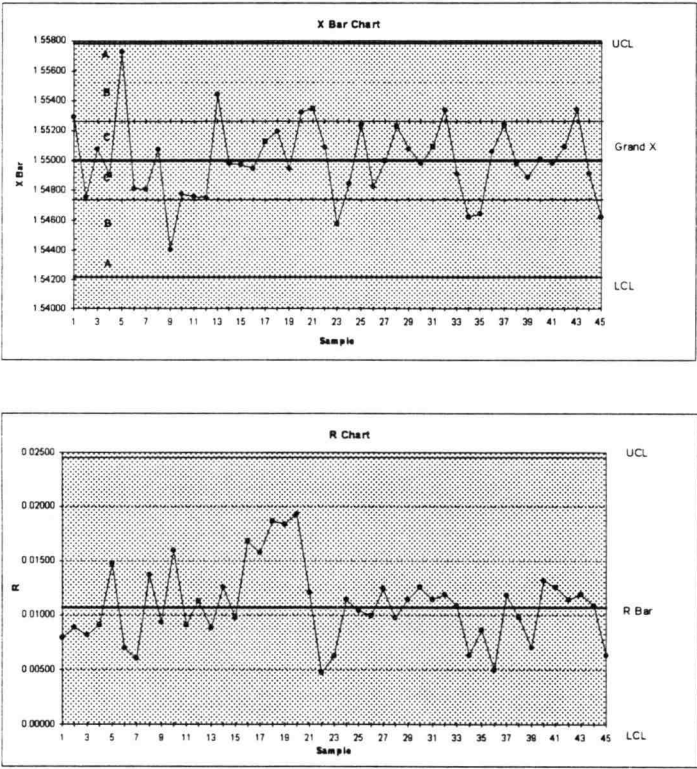 X Bar Chart
UCL
1.55800
1.55600
1.55400
1.55200
1.55000
1.54800
1.54600
1.54400
1.54200
1.54000
X Bar
A
B
C
C
B
A
Grand X
LCL
1 3 5 7 9 11 13 15 17 19 21 23 25 27 29 31 33 35 37 39 41 43 45
Sample
R Chart
UCL
0.02500
0.02000
0.01500
0.01000
0.00500
0.00000
R
R Bar
LCL
1 3 5 7 9 11 13 15 17 19 21 23 25 27 29 31 33 35 37 39 41 43 45
Sample